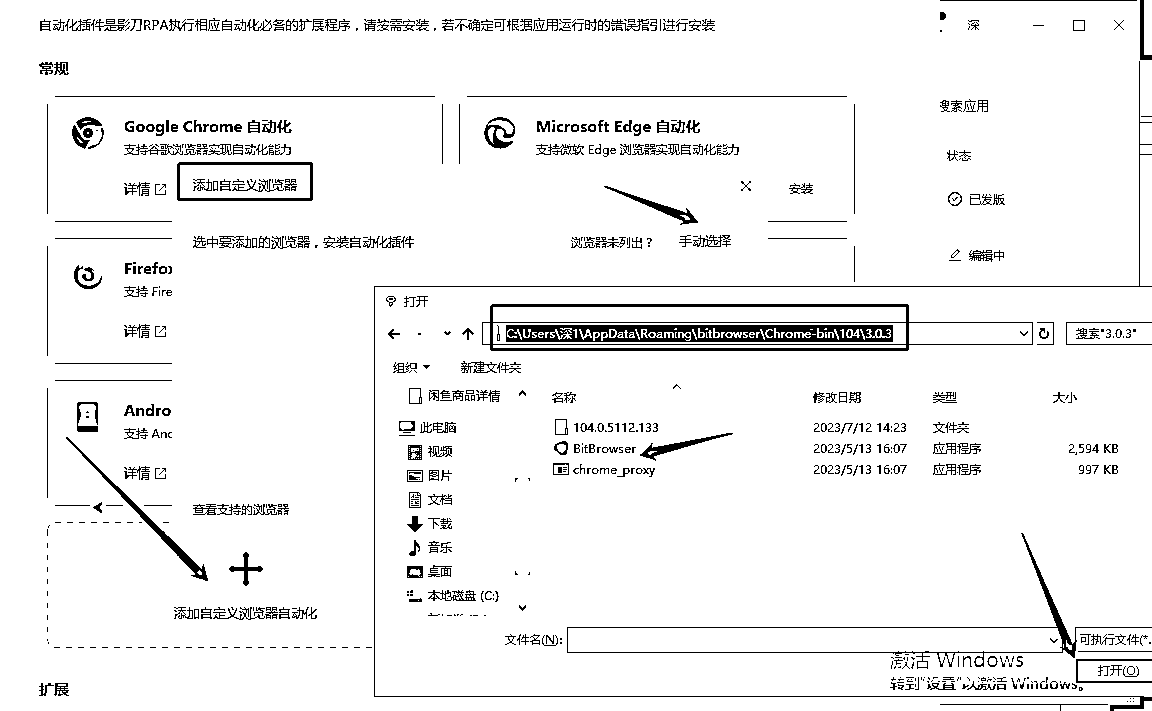 自动化插件是影刀RPA执行相应自动化必备的扩展程序，请按需安装，若不确定可根据应用运行时的错误指引进行安装
深
常规
搜索应用
Google Chrome 自动化
支持谷歌浏览器实现自动化能力
详情
添加自定义浏览器
Microsoft Edge 自动化
支持微软 Edge 浏览器实现自动化能力
安装
状态
已发版
编辑中
选中要添加的浏览器，安装自动化插件
浏览器未列出？
手动选择
Firefox
支持 Fire
详情
打开
C:\Users\深1\AppData\Roaming\bitbrowser\Chrome-bin\104\3.0.3
搜索"3.0.3"
组织
新建文件夹
闲鱼商品详情
此电脑
视频
图片
文档
下载
音乐
桌面
本地磁盘 (C:)
名称 修改日期 类型 大小
104.0.5112.133 2023/7/12 14:23 文件夹
BitBrowser 2023/5/13 16:07 应用程序 2,594 KB
chrome_proxy 2023/5/13 16:07 应用程序 997 KB
Andro
支持 And
详情
查看支持的浏览器
添加自定义浏览器自动化
文件名(N):
可执行文件(*.
打开(O)
激活 Windows
转到"设置"以激活 Windows。
扩展